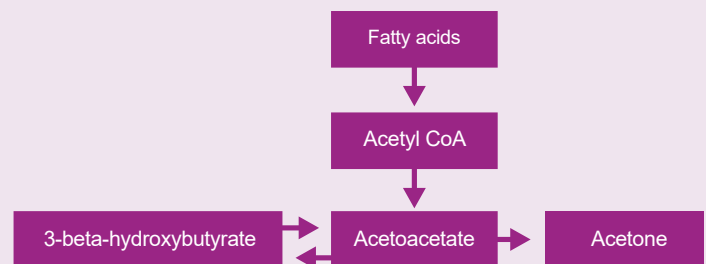 Fatty acids
Acetyl CoA
3-beta-hydroxybutyrate
Acetoacetate
Acetone